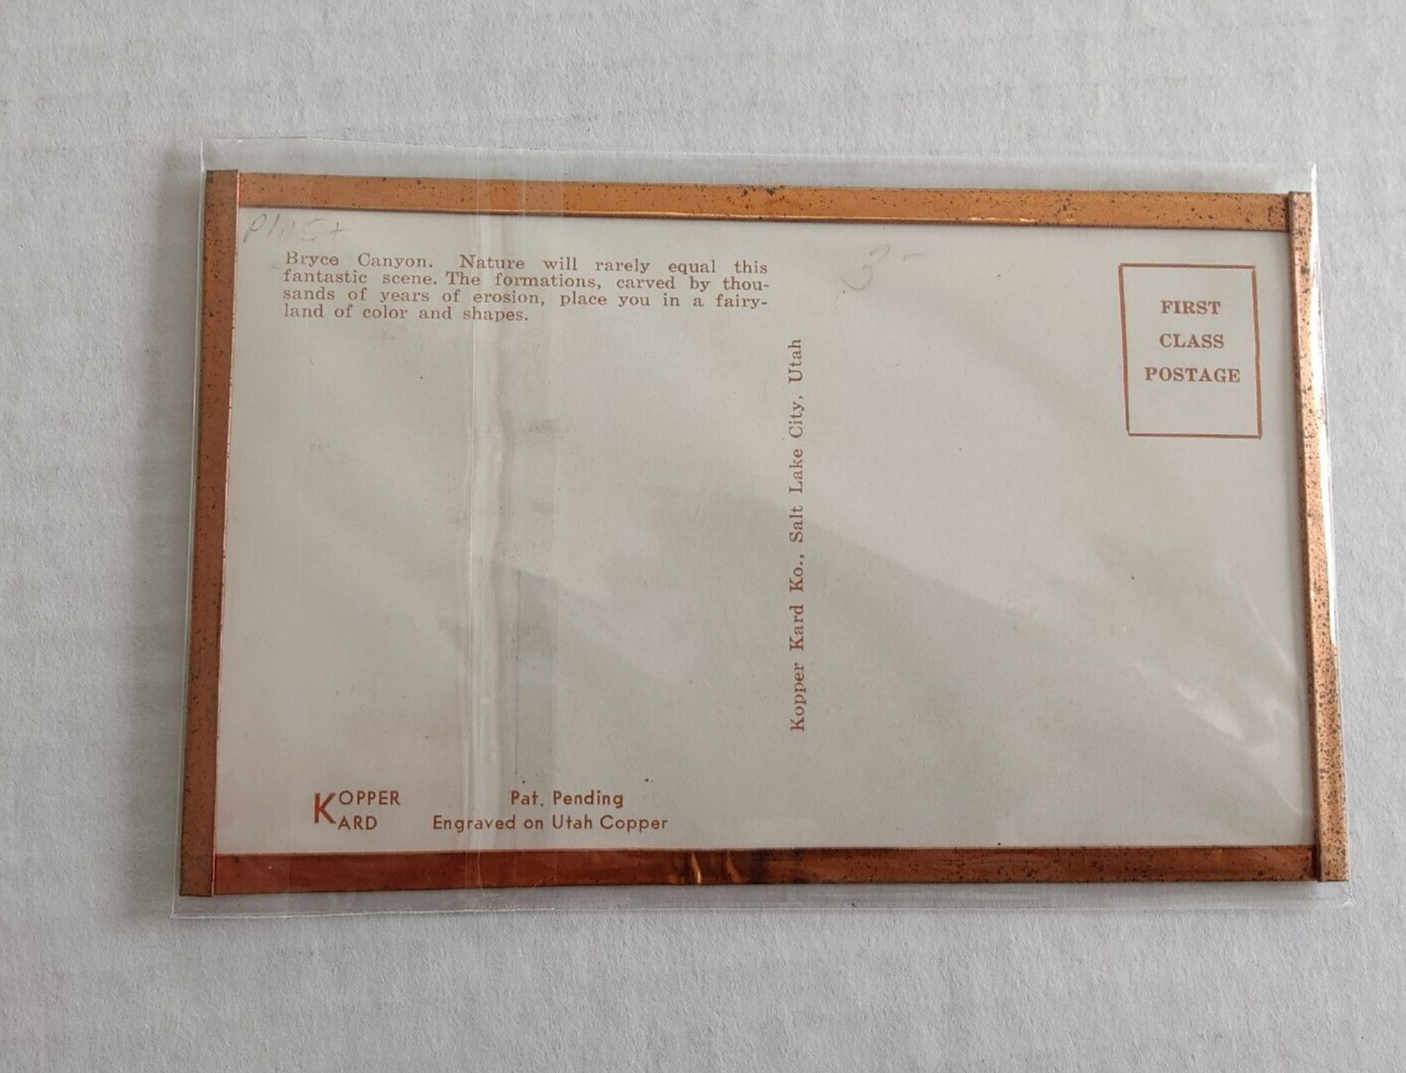 Bryce Canyon. Nature will rarely equal this
fantastic scene. The formations, carved by thou-
sands of years of erosion, place you in a fairy-
land of color and shapes.
3-
FIRST
CLASS
POSTAGE
Kopper Kard Ko., Salt Lake City, Utah
KOPPER
KARD
Pat. Pending
Engraved on Utah Copper